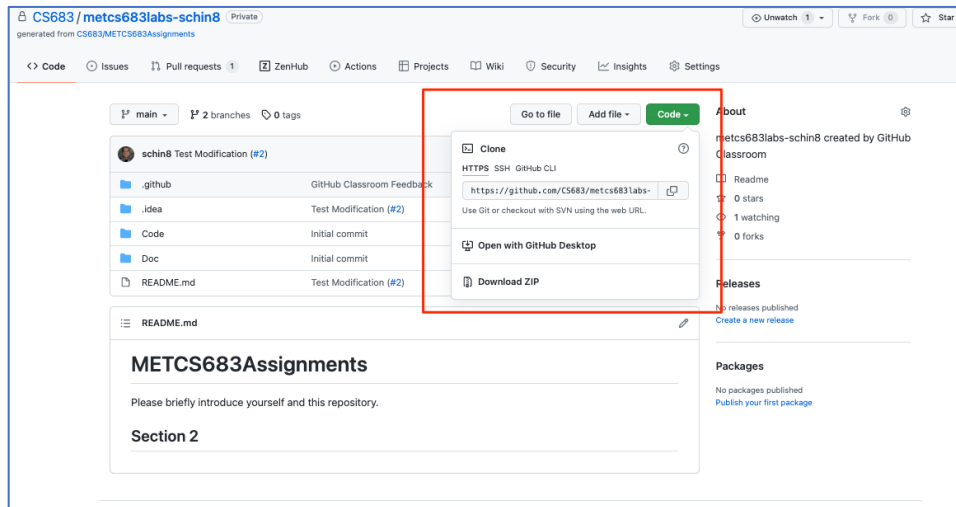 CS683 / metcs683labs-schin8 Private
Unwatch 1 Fork 0 Star
generated from CS683/METCS683Assignments
Code Issues Pull requests 1 ZenHub Actions Projects Wiki Security Insights Settings
main 2 branches 0 tags Go to file Add file Code
About
metcs683labs-schin8 created by GitHub
Classroom
Readme
0 stars
1 watching
0 forks
Releases
No releases published
Create a new release
Packages
No packages published
Publish your first package
schin8 Test Modification (#2)
.github GitHub Classroom Feedback
.idea Test Modification (#2)
Code Initial commit
Doc Initial commit
README.md Test Modification (#2)
Clone
HTTPS SSH GitHub CLI
https://github.com/CS683/metcs683labs-
Use Git or checkout with SVN using the web URL.
Open with GitHub Desktop
Download ZIP
README.md
METCS683Assignments
Please briefly introduce yourself and this repository.
Section 2